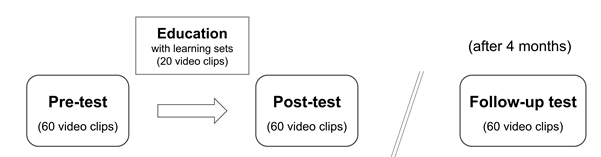 Education
with learning sets
(20 video clips)
(after 4 months)
Pre-test
(60 video clips)
Post-test
(60 video clips)
Follow-up test
(60 video clips)